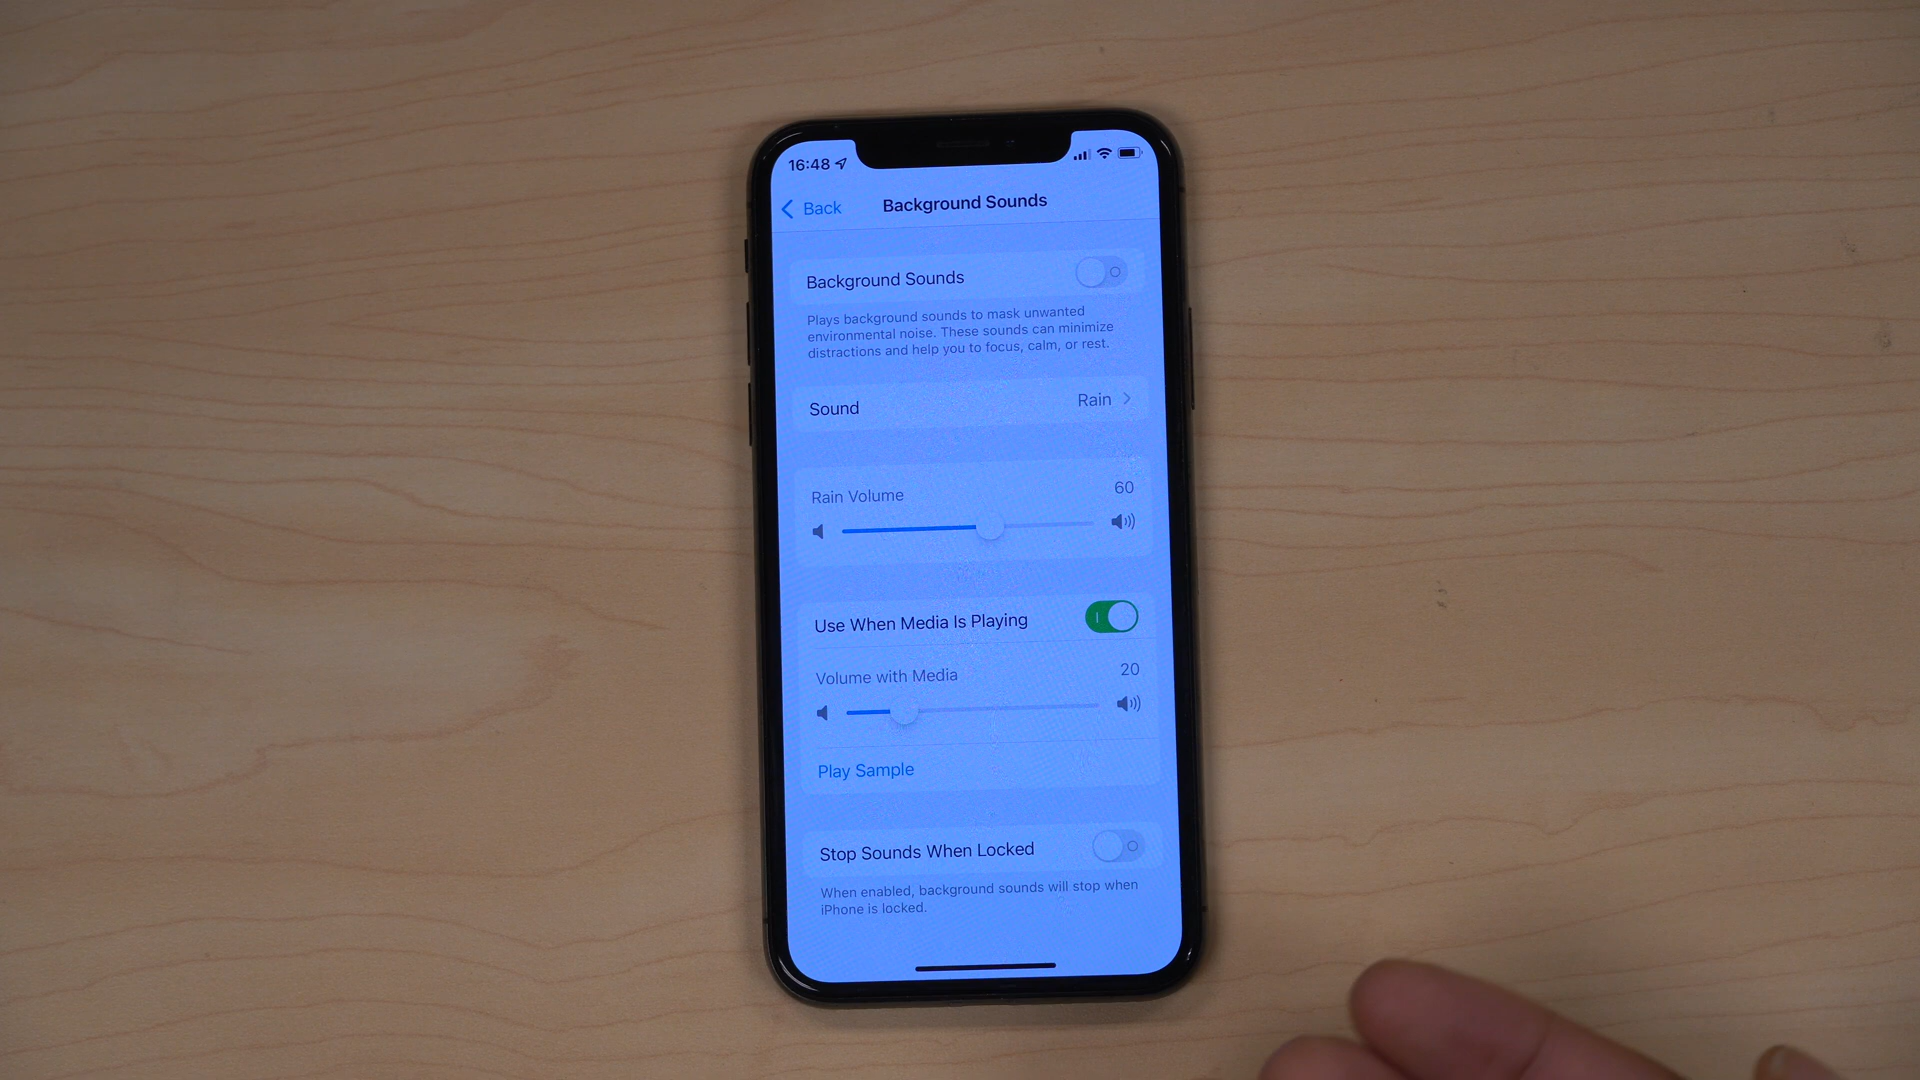 16:48
Back
Background Sounds
Background Sounds
Plays background sounds to mask unwanted
environmental noise. These sounds can minimize
distractions and help you to focus, calm, or rest.
Sound Rain
Rain Volume 60
Use When Media Is Playing
Volume with Media 20
Play Sample
Stop Sounds When Locked
When enabled, background sounds will stop when
iPhone is locked.